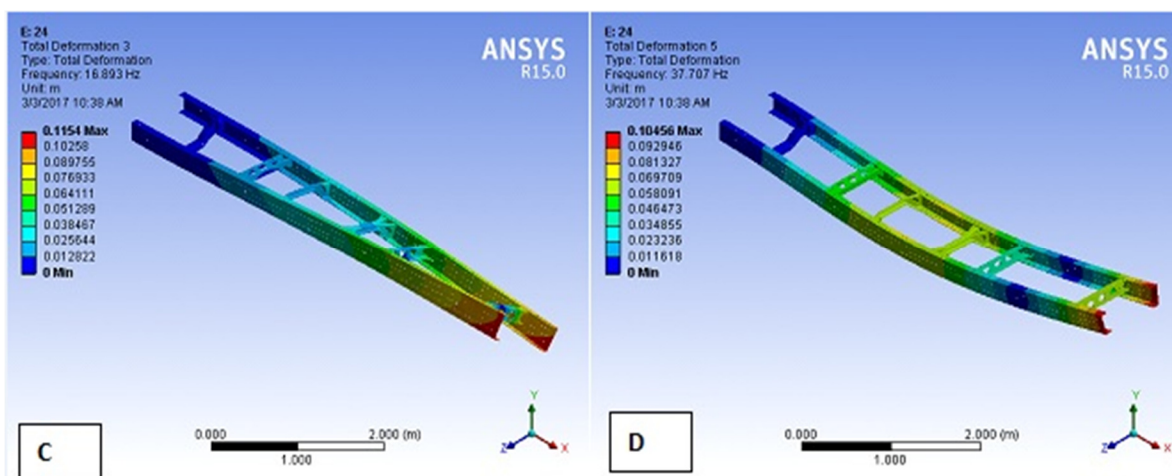 E: 24
Total Deformation 3
Type: Total Deformation
Frequency: 16.893 Hz
Unit: m
3/3/2017 10:38 AM
ANSYS
R15.0
0.1154 Max
0.10258
0.089755
0.076933
0.064111
0.051289
0.038467
0.025644
0.012822
0 Min
Y
X
Z
0.000
2.000 (m)
1.000
C
E: 24
Total Deformation 5
Type: Total Deformation
Frequency: 37.707 Hz
Unit: m
3/3/2017 10:38 AM
ANSYS
R15.0
0.10456 Max
0.092946
0.081327
0.069709
0.058091
0.046473
0.034855
0.023236
0.011618
0 Min
Y
X
Z
0.000
2.000 (m)
1.000
D